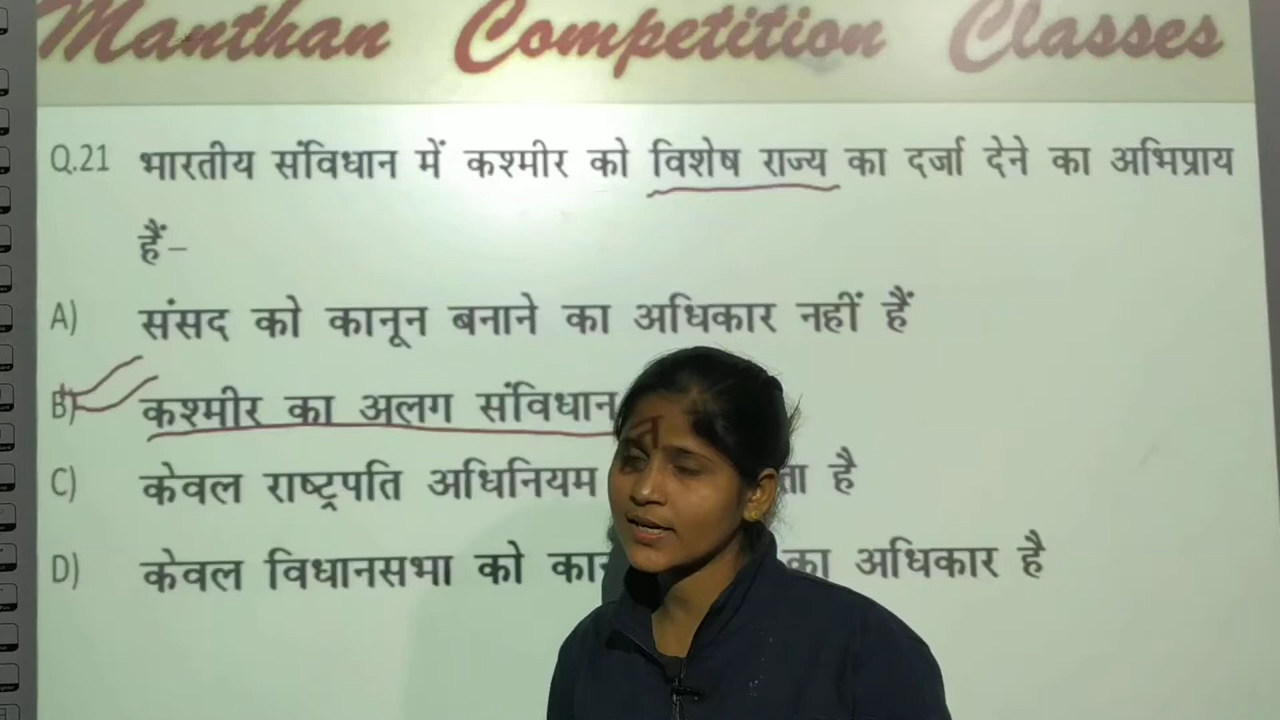 Manthan Competition Classes
Q.21 भारतीय संविधान में कश्मीर को विशेष राज्य का दर्जा देने का अभिप्राय
हैं–
A) संसद को कानून बनाने का अधिकार नहीं हैं
B) कश्मीर का अलग संविधान
C) केवल राष्ट्रपति अधिनियम है
D) केवल विधानसभा को का अधिकार है